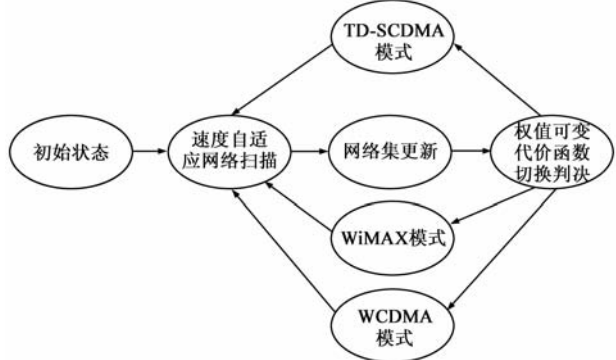 TD-SCDMA
模式
初始状态
速度自适
应网络扫描
网络集更新
权值可变
代价函数
切换判决
WiMAX模式
WCDMA
模式